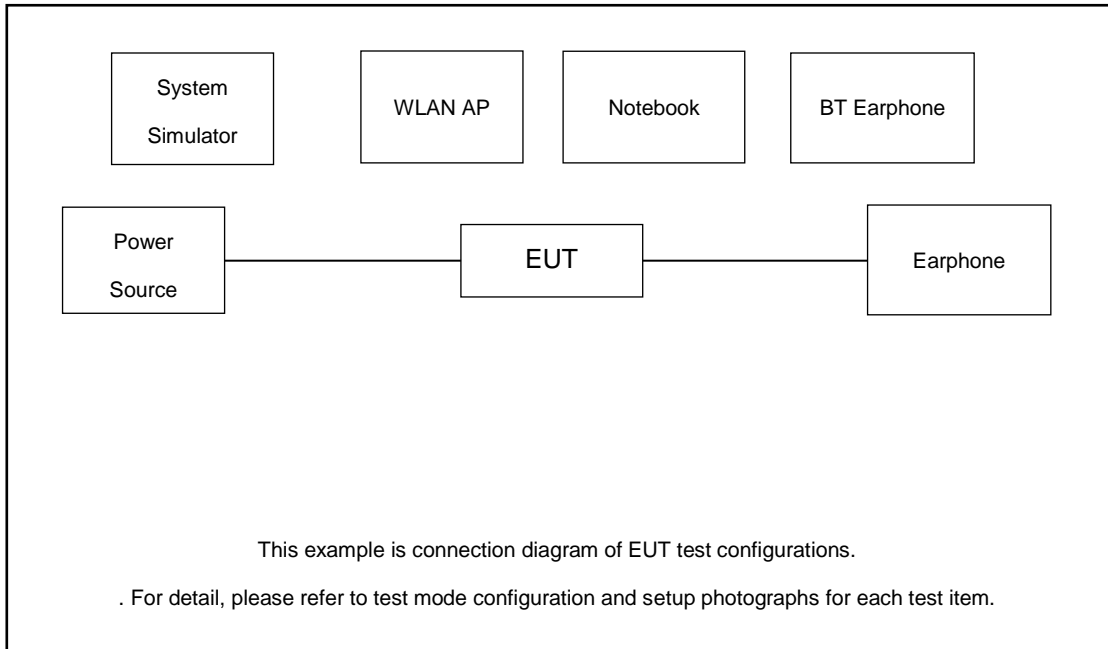 System
Simulator
WLAN AP
Notebook
BT Earphone
Power
Source
EUT
Earphone
This example is connection diagram of EUT test configurations.
. For detail, please refer to test mode configuration and setup photographs for each test item.